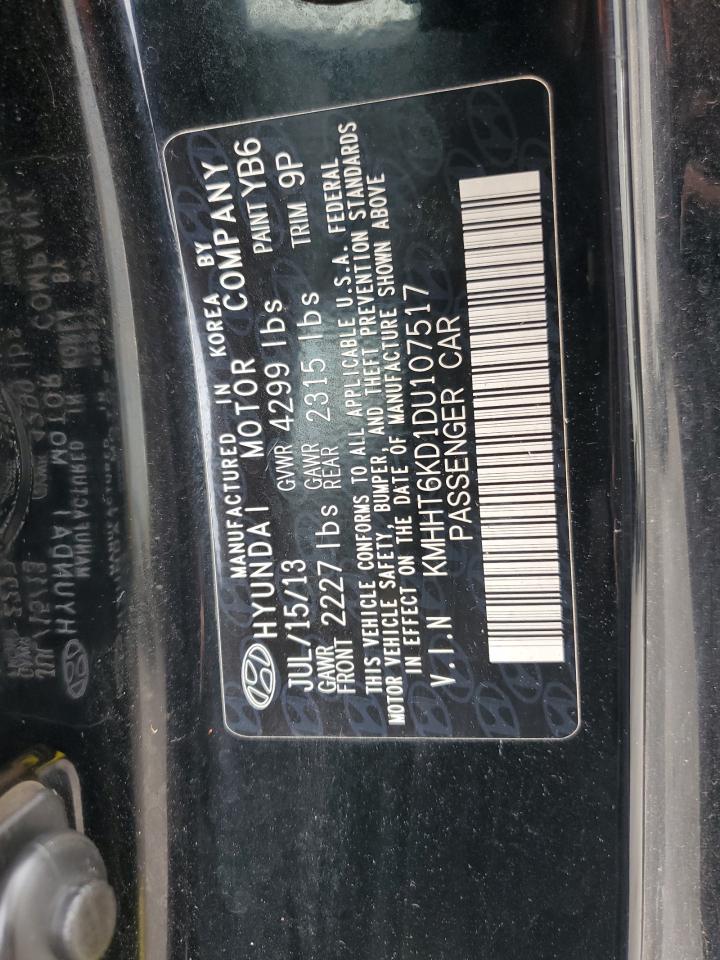 MANUFACTURED IN KOREA BY
HYUNDAI MOTOR COMPANY
JUL/15/13 GVWR 4299 lbs PAINT YB6
GAWR FRONT 2227 lbs GAWR REAR 2315 lbs TRIM 9P
THIS VEHICLE CONFORMS TO ALL APPLICABLE U.S.A. FEDERAL
MOTOR VEHICLE SAFETY, BUMPER, AND THEFT PREVENTION STANDARDS
IN EFFECT ON THE DATE OF MANUFACTURE SHOWN ABOVE
V.I.N KMHHT6KD1DU107517
PASSENGER CAR